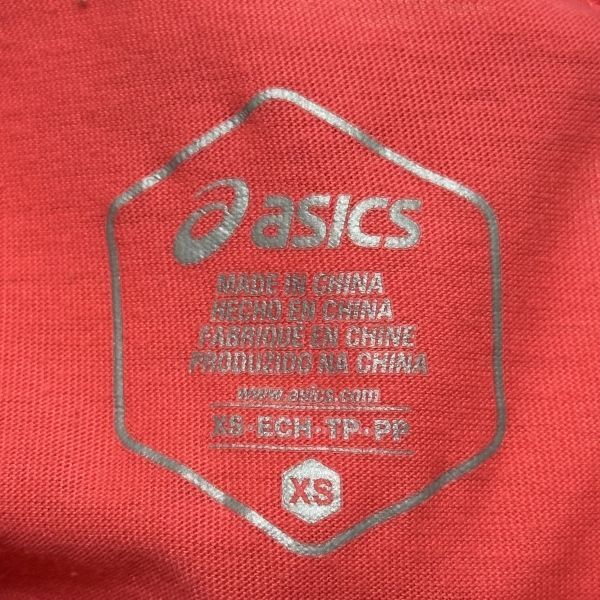 asics
MADE IN CHINA
HECHO EN CHINA
FABRIQUÉ EN CHINE
PRODUZIDO NA CHINA
www.asics.com
XS·ECH·TP·PP
XS